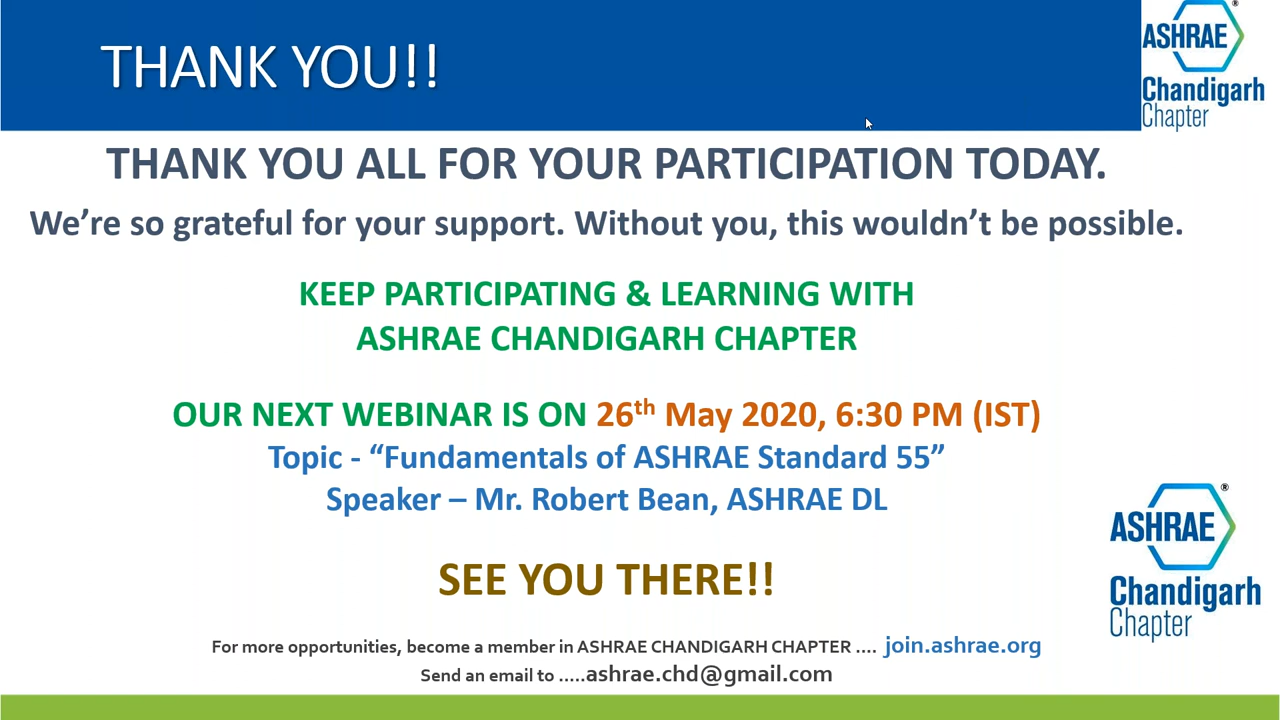 THANK YOU!!
ASHRAE®
Chandigarh
Chapter
THANK YOU ALL FOR YOUR PARTICIPATION TODAY.
We’re so grateful for your support. Without you, this wouldn’t be possible.
KEEP PARTICIPATING & LEARNING WITH
ASHRAE CHANDIGARH CHAPTER
OUR NEXT WEBINAR IS ON 26th May 2020, 6:30 PM (IST)
Topic - “Fundamentals of ASHRAE Standard 55”
Speaker – Mr. Robert Bean, ASHRAE DL
SEE YOU THERE!!
ASHRAE®
Chandigarh
Chapter
For more opportunities, become a member in ASHRAE CHANDIGARH CHAPTER .... join.ashrae.org
Send an email to .....ashrae.chd@gmail.com